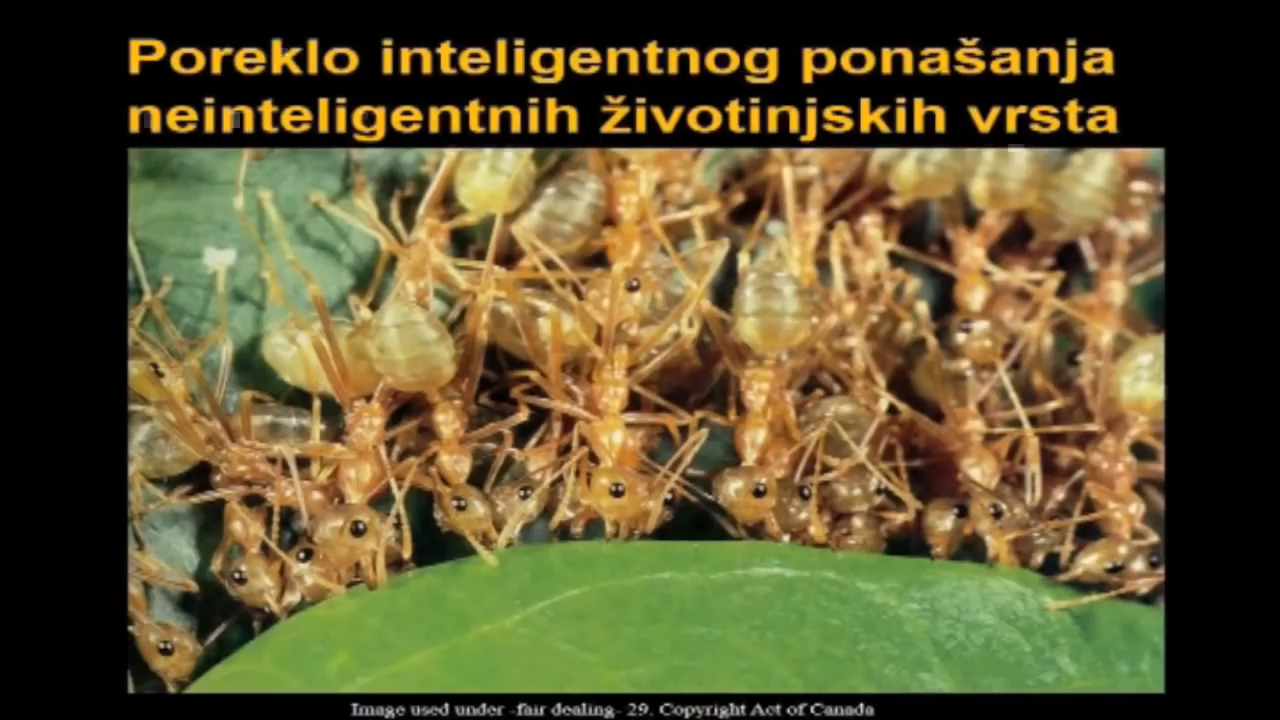 Poreklo inteligentnog ponašanja
neinteligentnih životinjskih vrsta
Image used under -fair dealing- 29. Copyright Act of Canada